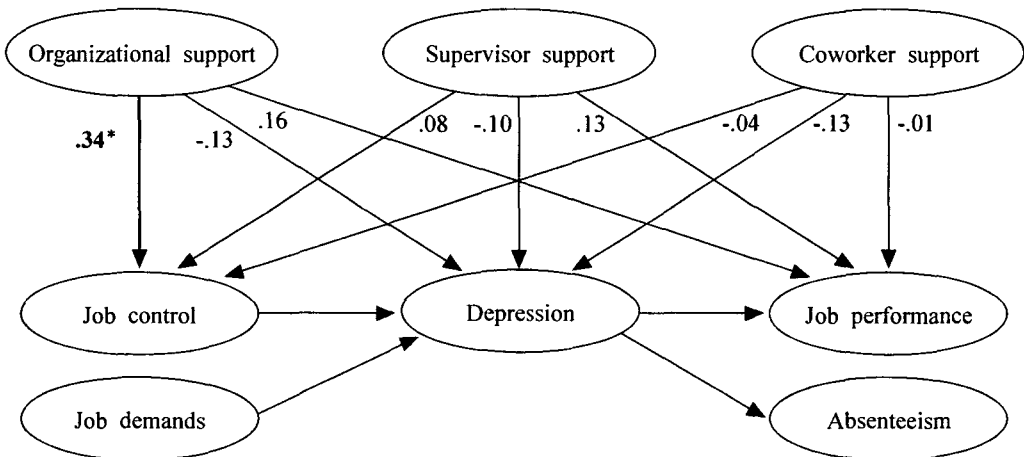 Organizational support
Supervisor support
Coworker support
.34*
-.13
.16
.08
-.10
.13
-.04
-.13
-.01
Job control
Depression
Job performance
Job demands
Absenteeism